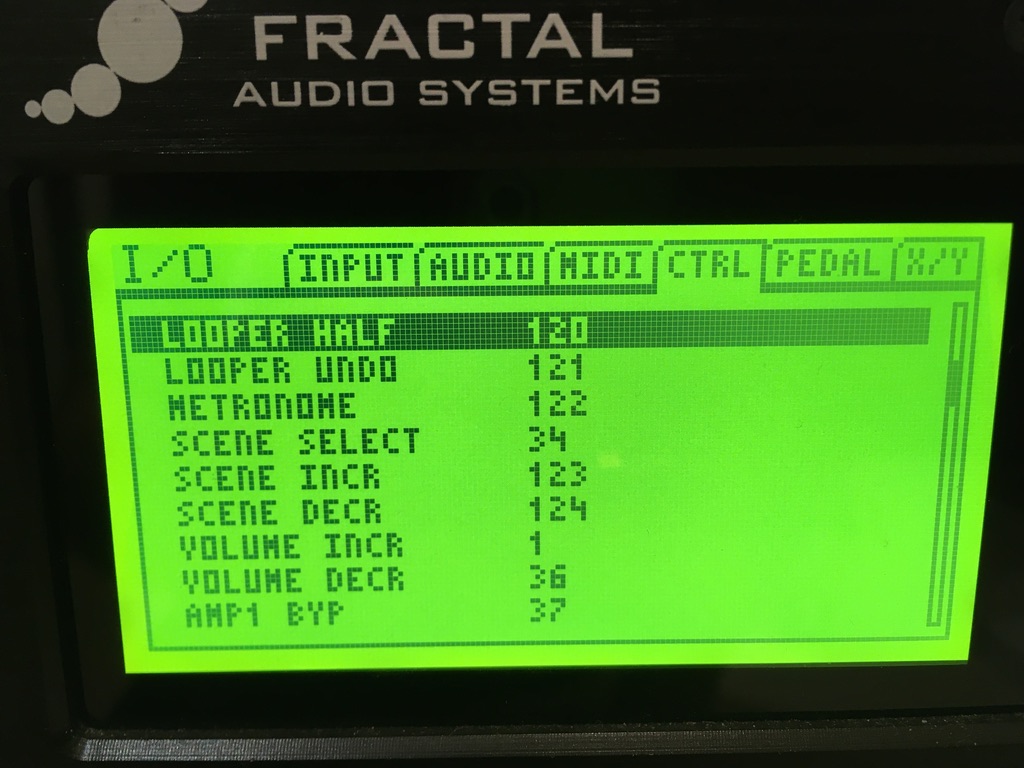 FRACTAL
AUDIO SYSTEMS
I/O INPUT AUDIO MIDI CTRL PEDAL X/Y
LOOPER HALF 120
LOOPER UNDO 121
METRONOME 122
SCENE SELECT 34
SCENE INCR 123
SCENE DECR 124
VOLUME INCR 1
VOLUME DECR 36
AMP1 BYP 37